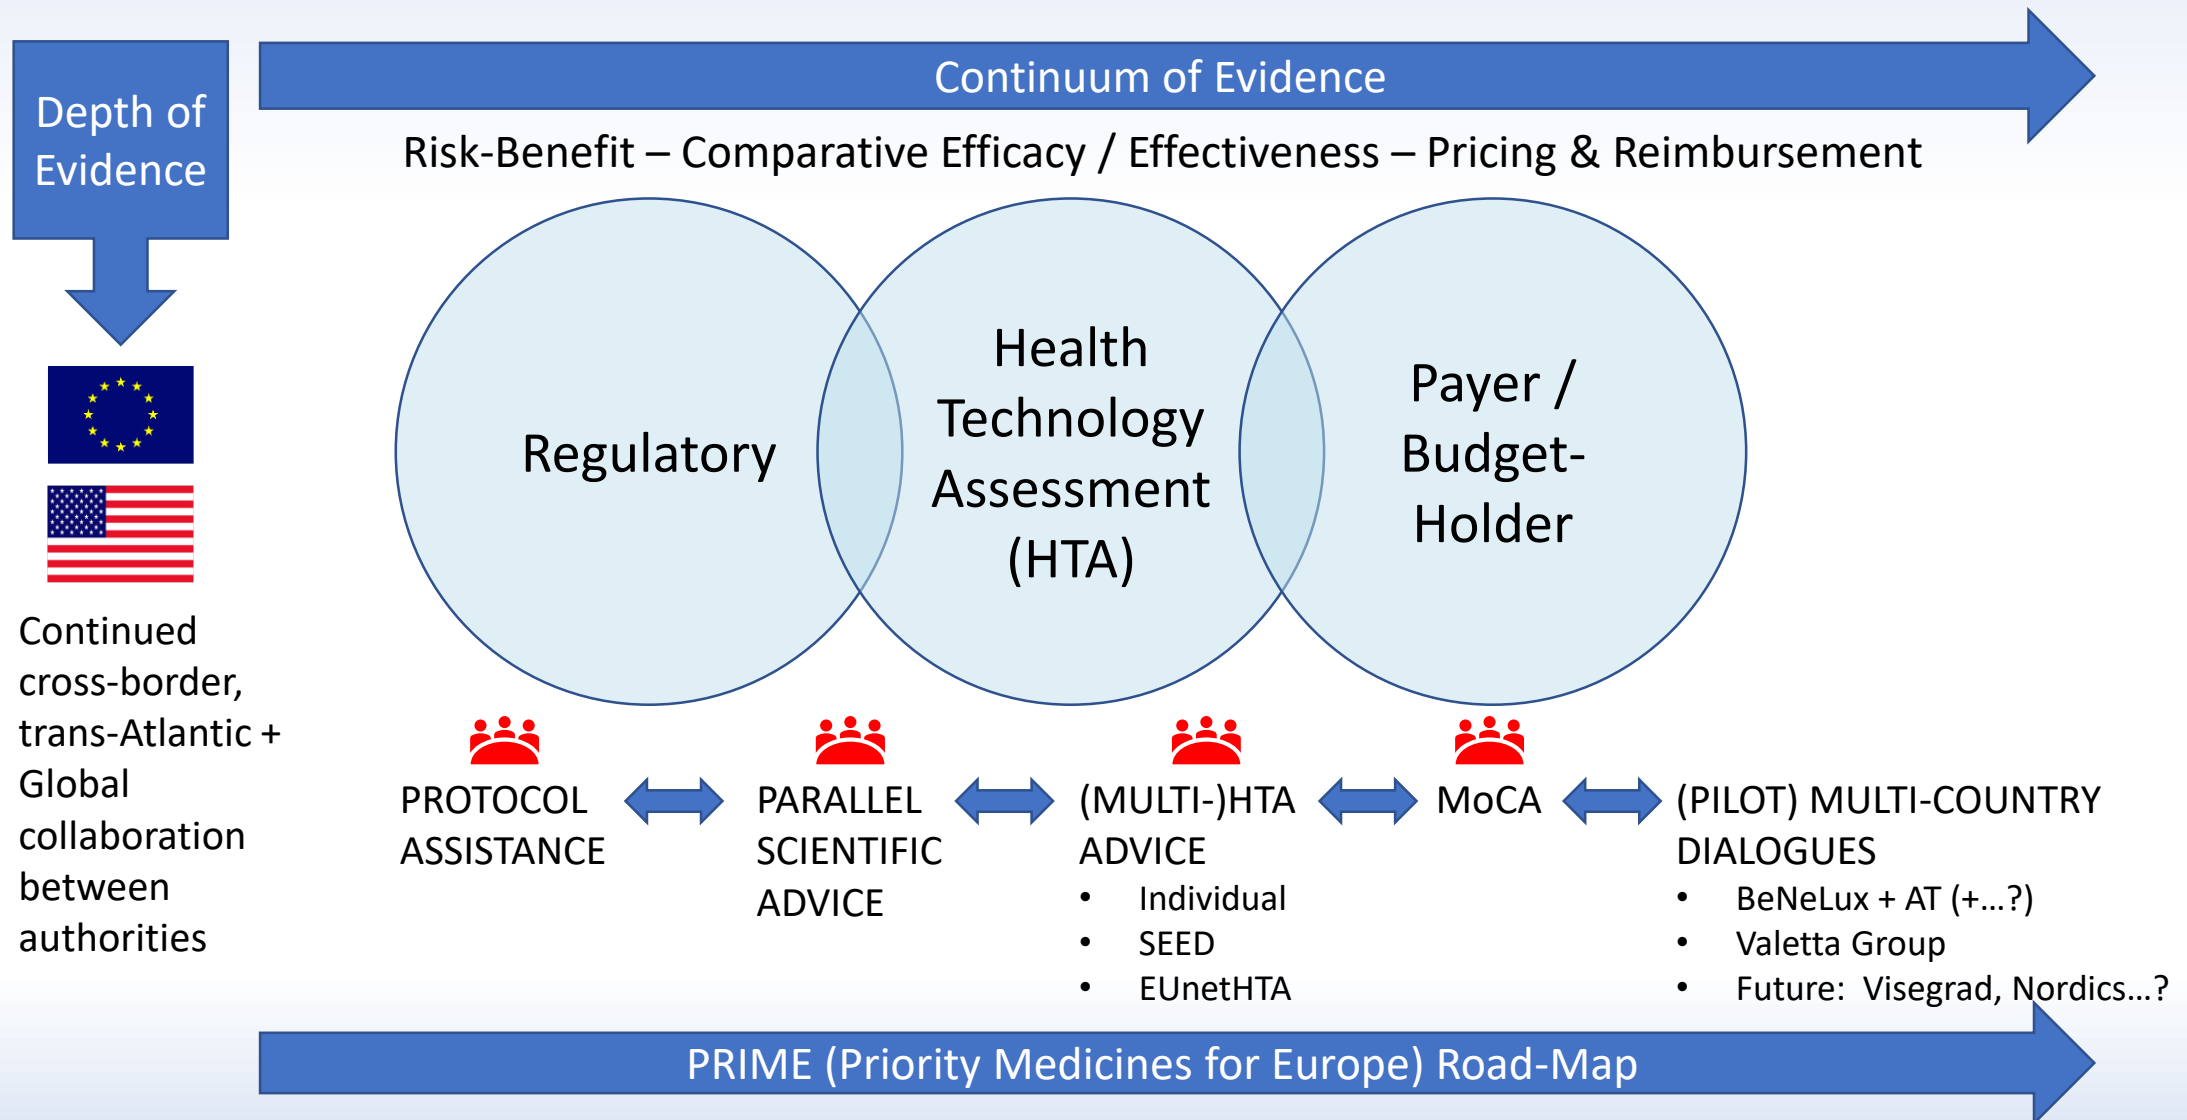 Depth of
Evidence
Continuum of Evidence
Risk-Benefit – Comparative Efficacy / Effectiveness – Pricing & Reimbursement
Regulatory
Health
Technology
Assessment
(HTA)
Payer /
Budget-
Holder
Continued
cross-border,
trans-Atlantic +
Global
collaboration
between
authorities
PROTOCOL
ASSISTANCE
PARALLEL
SCIENTIFIC
ADVICE
(MULTI-)HTA
ADVICE
• Individual
• SEED
• EUnetHTA
MoCA
(PILOT) MULTI-COUNTRY
DIALOGUES
• BeNeLux + AT (+…?)
• Valetta Group
• Future: Visegrad, Nordics…?
PRIME (Priority Medicines for Europe) Road-Map